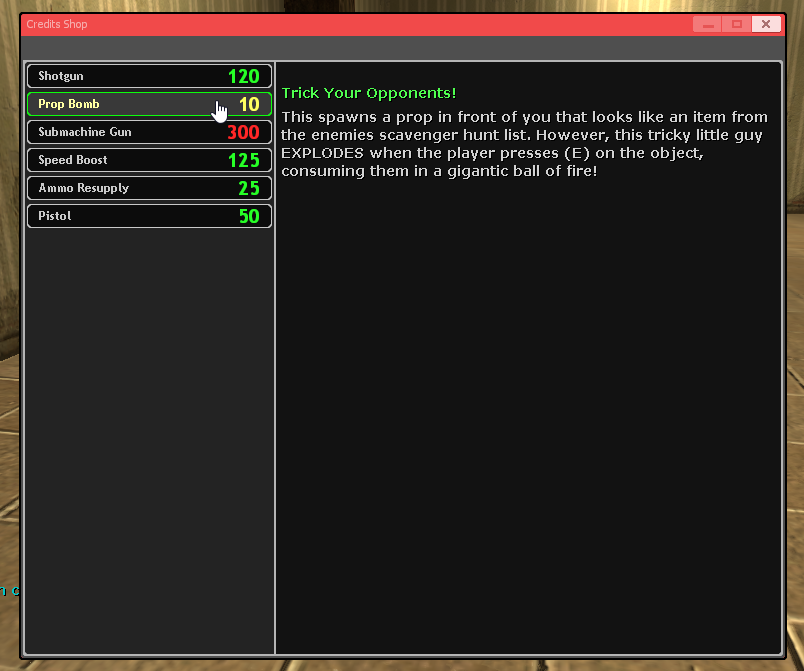 Credits Shop
Shotgun 120
Prop Bomb 10
Submachine Gun 300
Speed Boost 125
Ammo Resupply 25
Pistol 50
Trick Your Opponents!
This spawns a prop in front of you that looks like an item from
the enemies scavenger hunt list. However, this tricky little guy
EXPLODES when the player presses (E) on the object,
consuming them in a gigantic ball of fire!